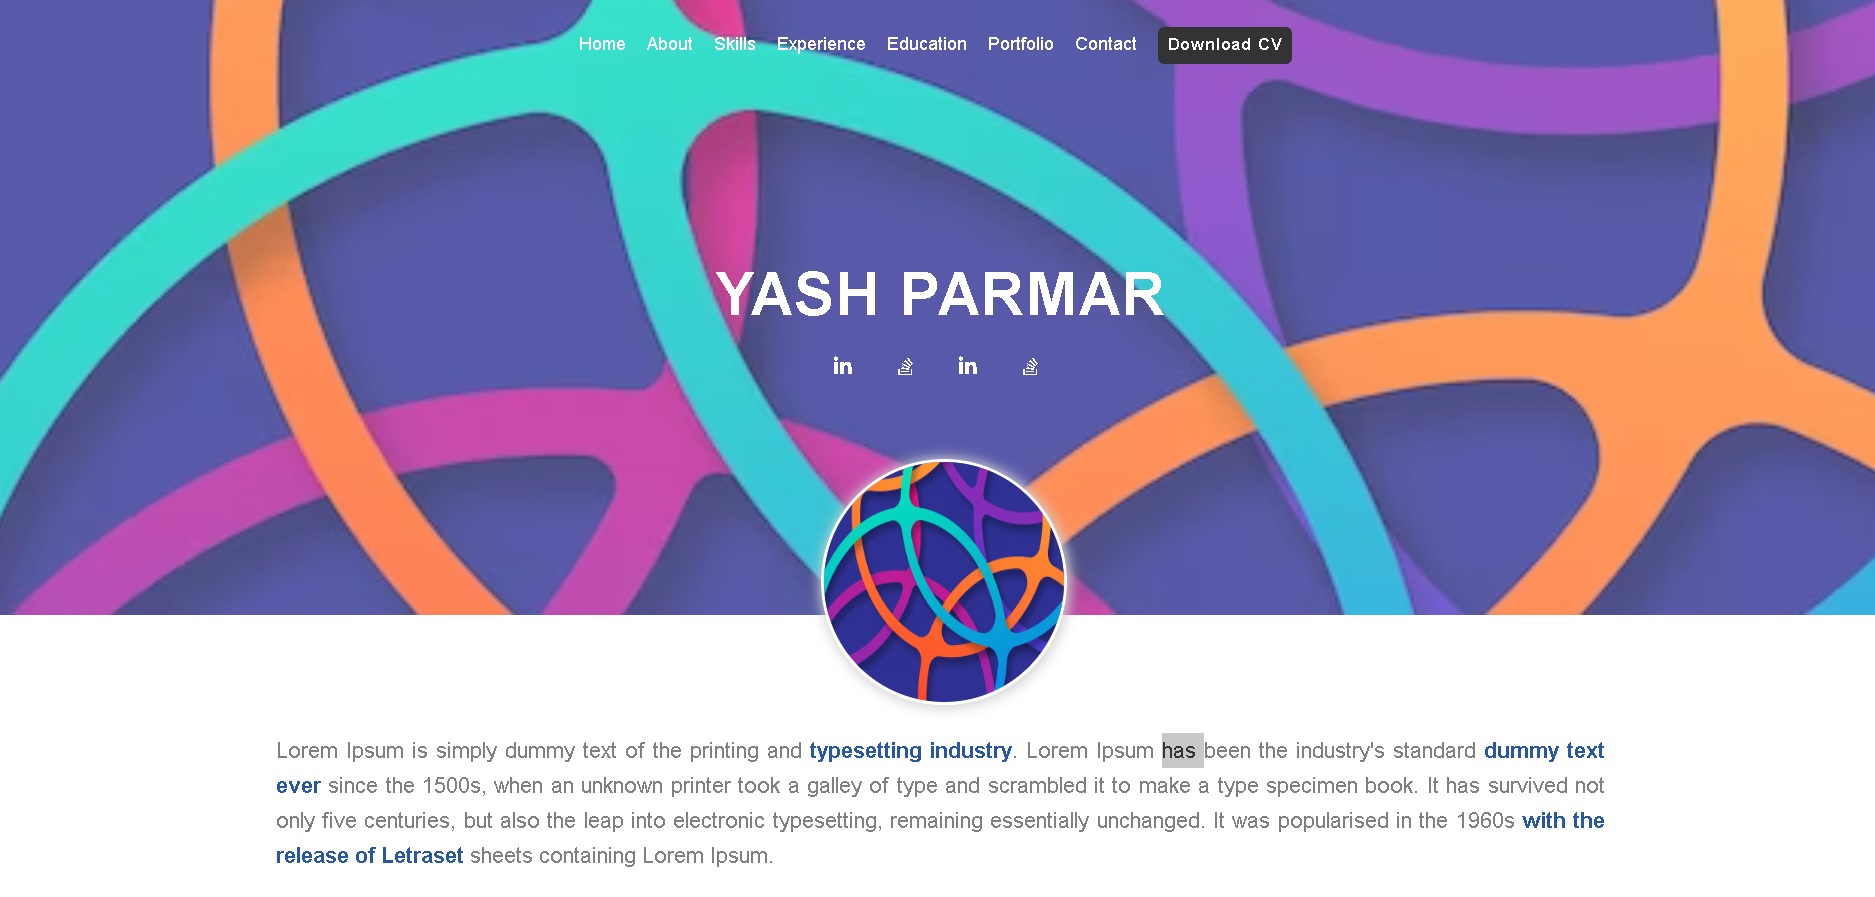 Home About Skills Experience Education Portfolio Contact Download CV
YASH PARMAR
in in
Lorem Ipsum is simply dummy text of the printing and typesetting industry. Lorem Ipsum has been the industry's standard dummy text
ever since the 1500s, when an unknown printer took a galley of type and scrambled it to make a type specimen book. It has survived not
only five centuries, but also the leap into electronic typesetting, remaining essentially unchanged. It was popularised in the 1960s with the
release of Letraset sheets containing Lorem Ipsum.